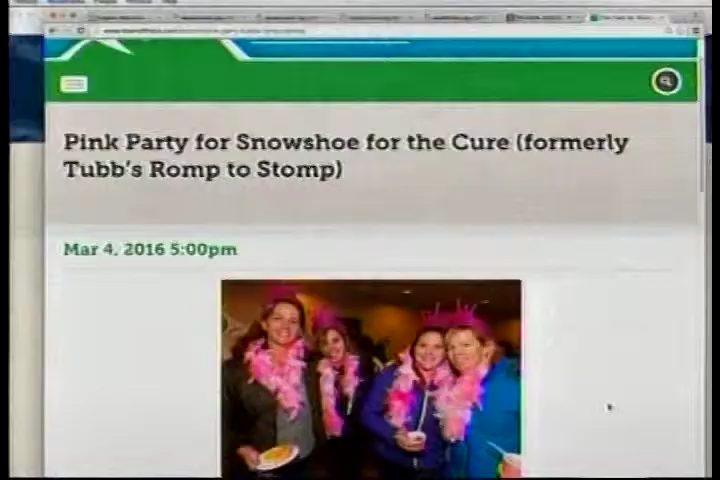 Pink Party for Snowshoe for the Cure (formerly
Tubb's Romp to Stomp)
Mar 4, 2016 5:00pm